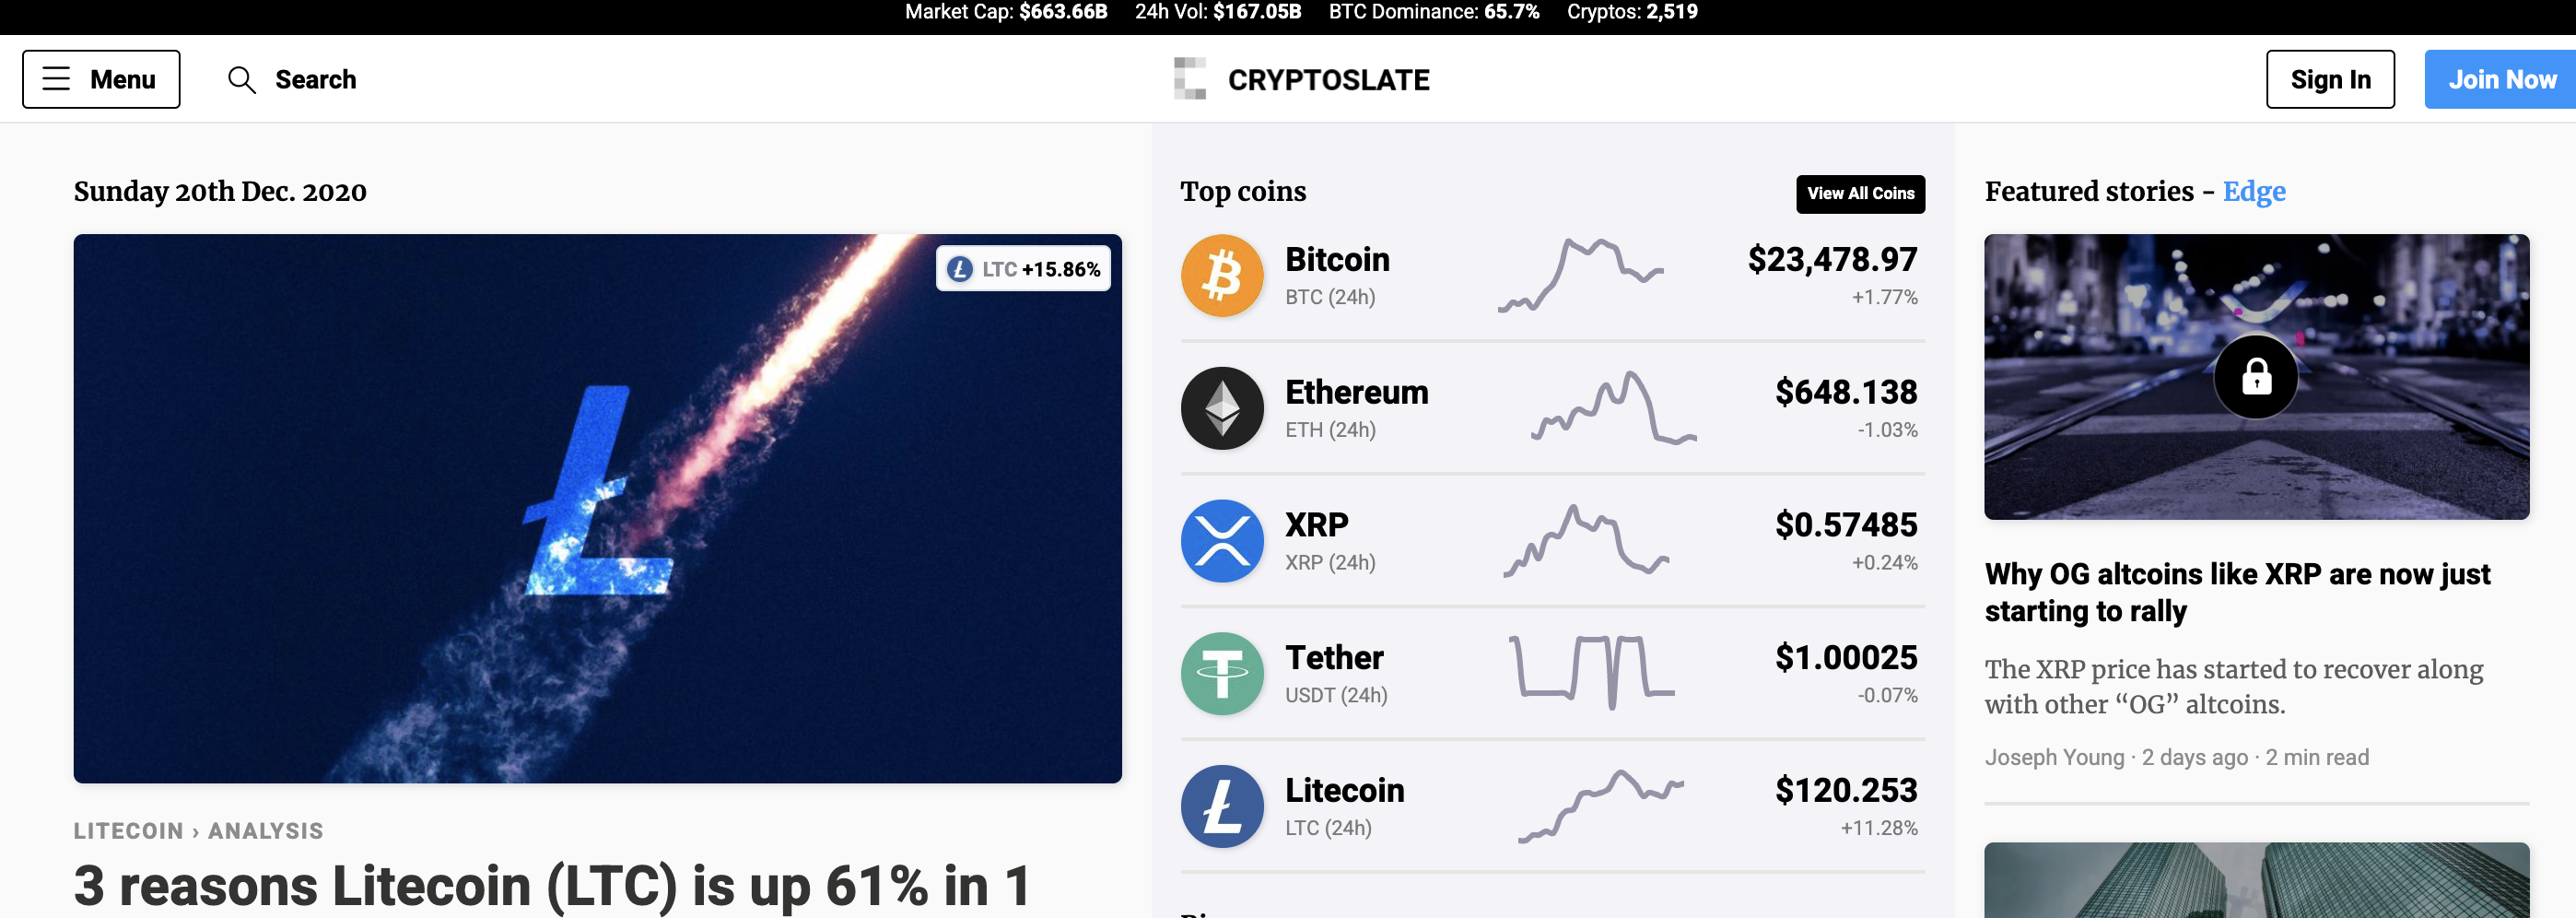 Market Cap: $663.66B 24h Vol: $167.05B BTC Dominance: 65.7% Cryptos: 2,519
Menu Search CRYPTOSLATE Sign In Join Now
Sunday 20th Dec. 2020
LTC +15.86%
LITECOIN › ANALYSIS
3 reasons Litecoin (LTC) is up 61% in 1
Top coins View All Coins
Bitcoin $23,478.97
BTC (24h) +1.77%
Ethereum $648.138
ETH (24h) -1.03%
XRP $0.57485
XRP (24h) +0.24%
Tether $1.00025
USDT (24h) -0.07%
Litecoin $120.253
LTC (24h) +11.28%
Featured stories - Edge
Why OG altcoins like XRP are now just
starting to rally
The XRP price has started to recover along
with other “OG” altcoins.
Joseph Young · 2 days ago · 2 min read